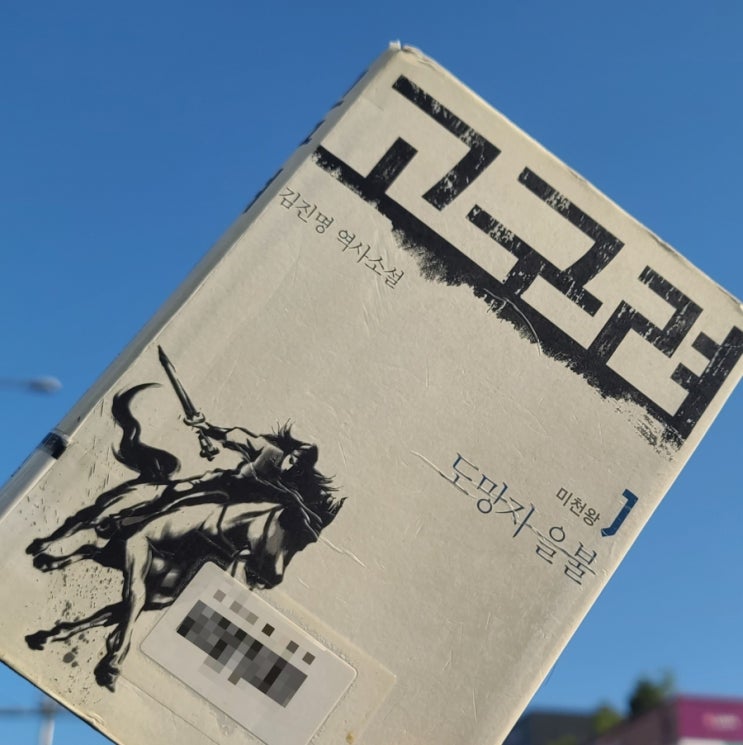 고구려
김진명 역사소설
미천왕 1
도망자 을불